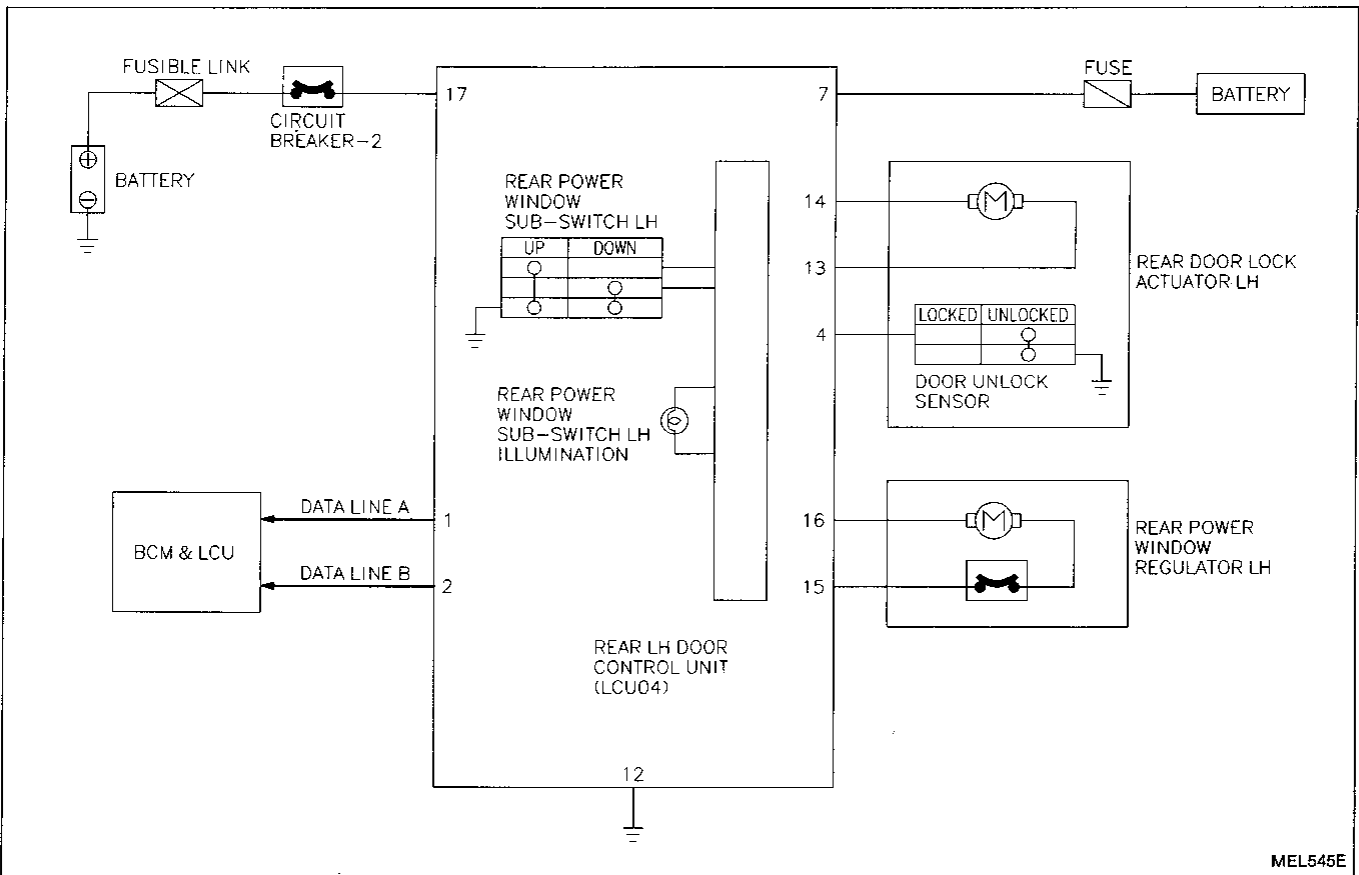 FUSIBLE LINK
CIRCUIT
BREAKER-2
BATTERY
17
7
FUSE
BATTERY
REAR POWER
WINDOW
SUB-SWITCH LH
UP DOWN
14
13
4
REAR DOOR LOCK
ACTUATOR LH
LOCKED UNLOCKED
DOOR UNLOCK
SENSOR
M
REAR POWER
WINDOW
SUB-SWITCH LH
ILLUMINATION
BCM & LCU
DATA LINE A
1
DATA LINE B
2
16
15
M
REAR POWER
WINDOW
REGULATOR LH
REAR LH DOOR
CONTROL UNIT
(LCU04)
12
MEL545E